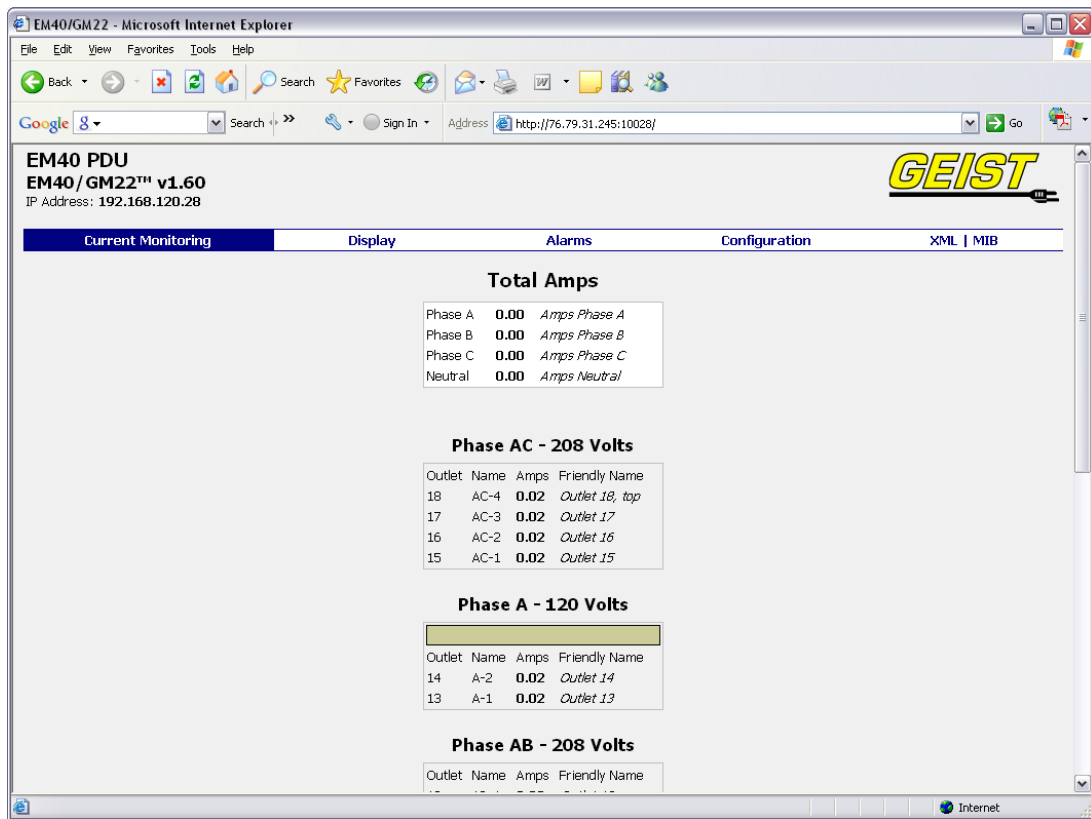 EM40/GM22 - Microsoft Internet Explorer
File Edit View Favorites Tools Help
Back Search Favorites
Google Search Sign In Address http://76.79.31.245:10028/ Go
EM40 PDU
EM40/GM22™ v1.60
IP Address: 192.168.120.28
GEIST
Current Monitoring Display Alarms Configuration XML | MIB
Total Amps
Phase A 0.00 Amps Phase A
Phase B 0.00 Amps Phase B
Phase C 0.00 Amps Phase C
Neutral 0.00 Amps Neutral
Phase AC - 208 Volts
Outlet Name Amps Friendly Name
18 AC-4 0.02 Outlet 18, top
17 AC-3 0.02 Outlet 17
16 AC-2 0.02 Outlet 16
15 AC-1 0.02 Outlet 15
Phase A - 120 Volts
Outlet Name Amps Friendly Name
14 A-2 0.02 Outlet 14
13 A-1 0.02 Outlet 13
Phase AB - 208 Volts
Outlet Name Amps Friendly Name
Internet